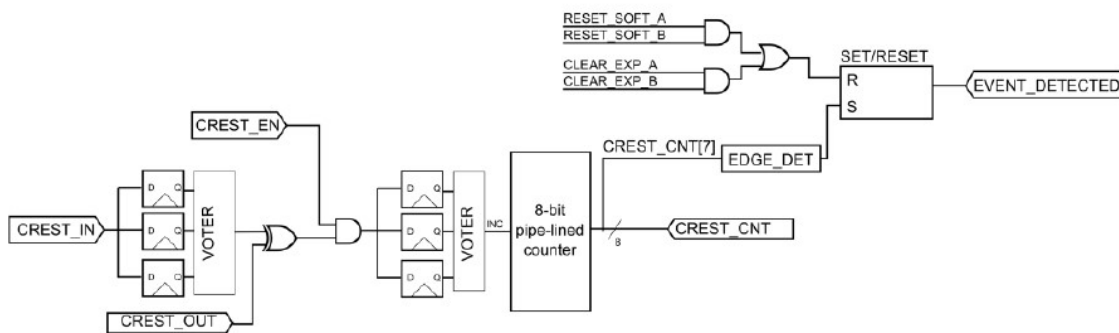 RESET_SOFT_A
RESET_SOFT_B
CLEAR_EXP_A
CLEAR_EXP_B
SET/RESET
R
S
EVENT_DETECTED
CREST_EN
CREST_CNT[7]
EDGE_DET
D Q
D Q
D Q
VOTER
D Q
D Q
D Q
VOTER
INC
8-bit
pipe-lined
counter
8
CREST_CNT
CREST_IN
CREST_OUT